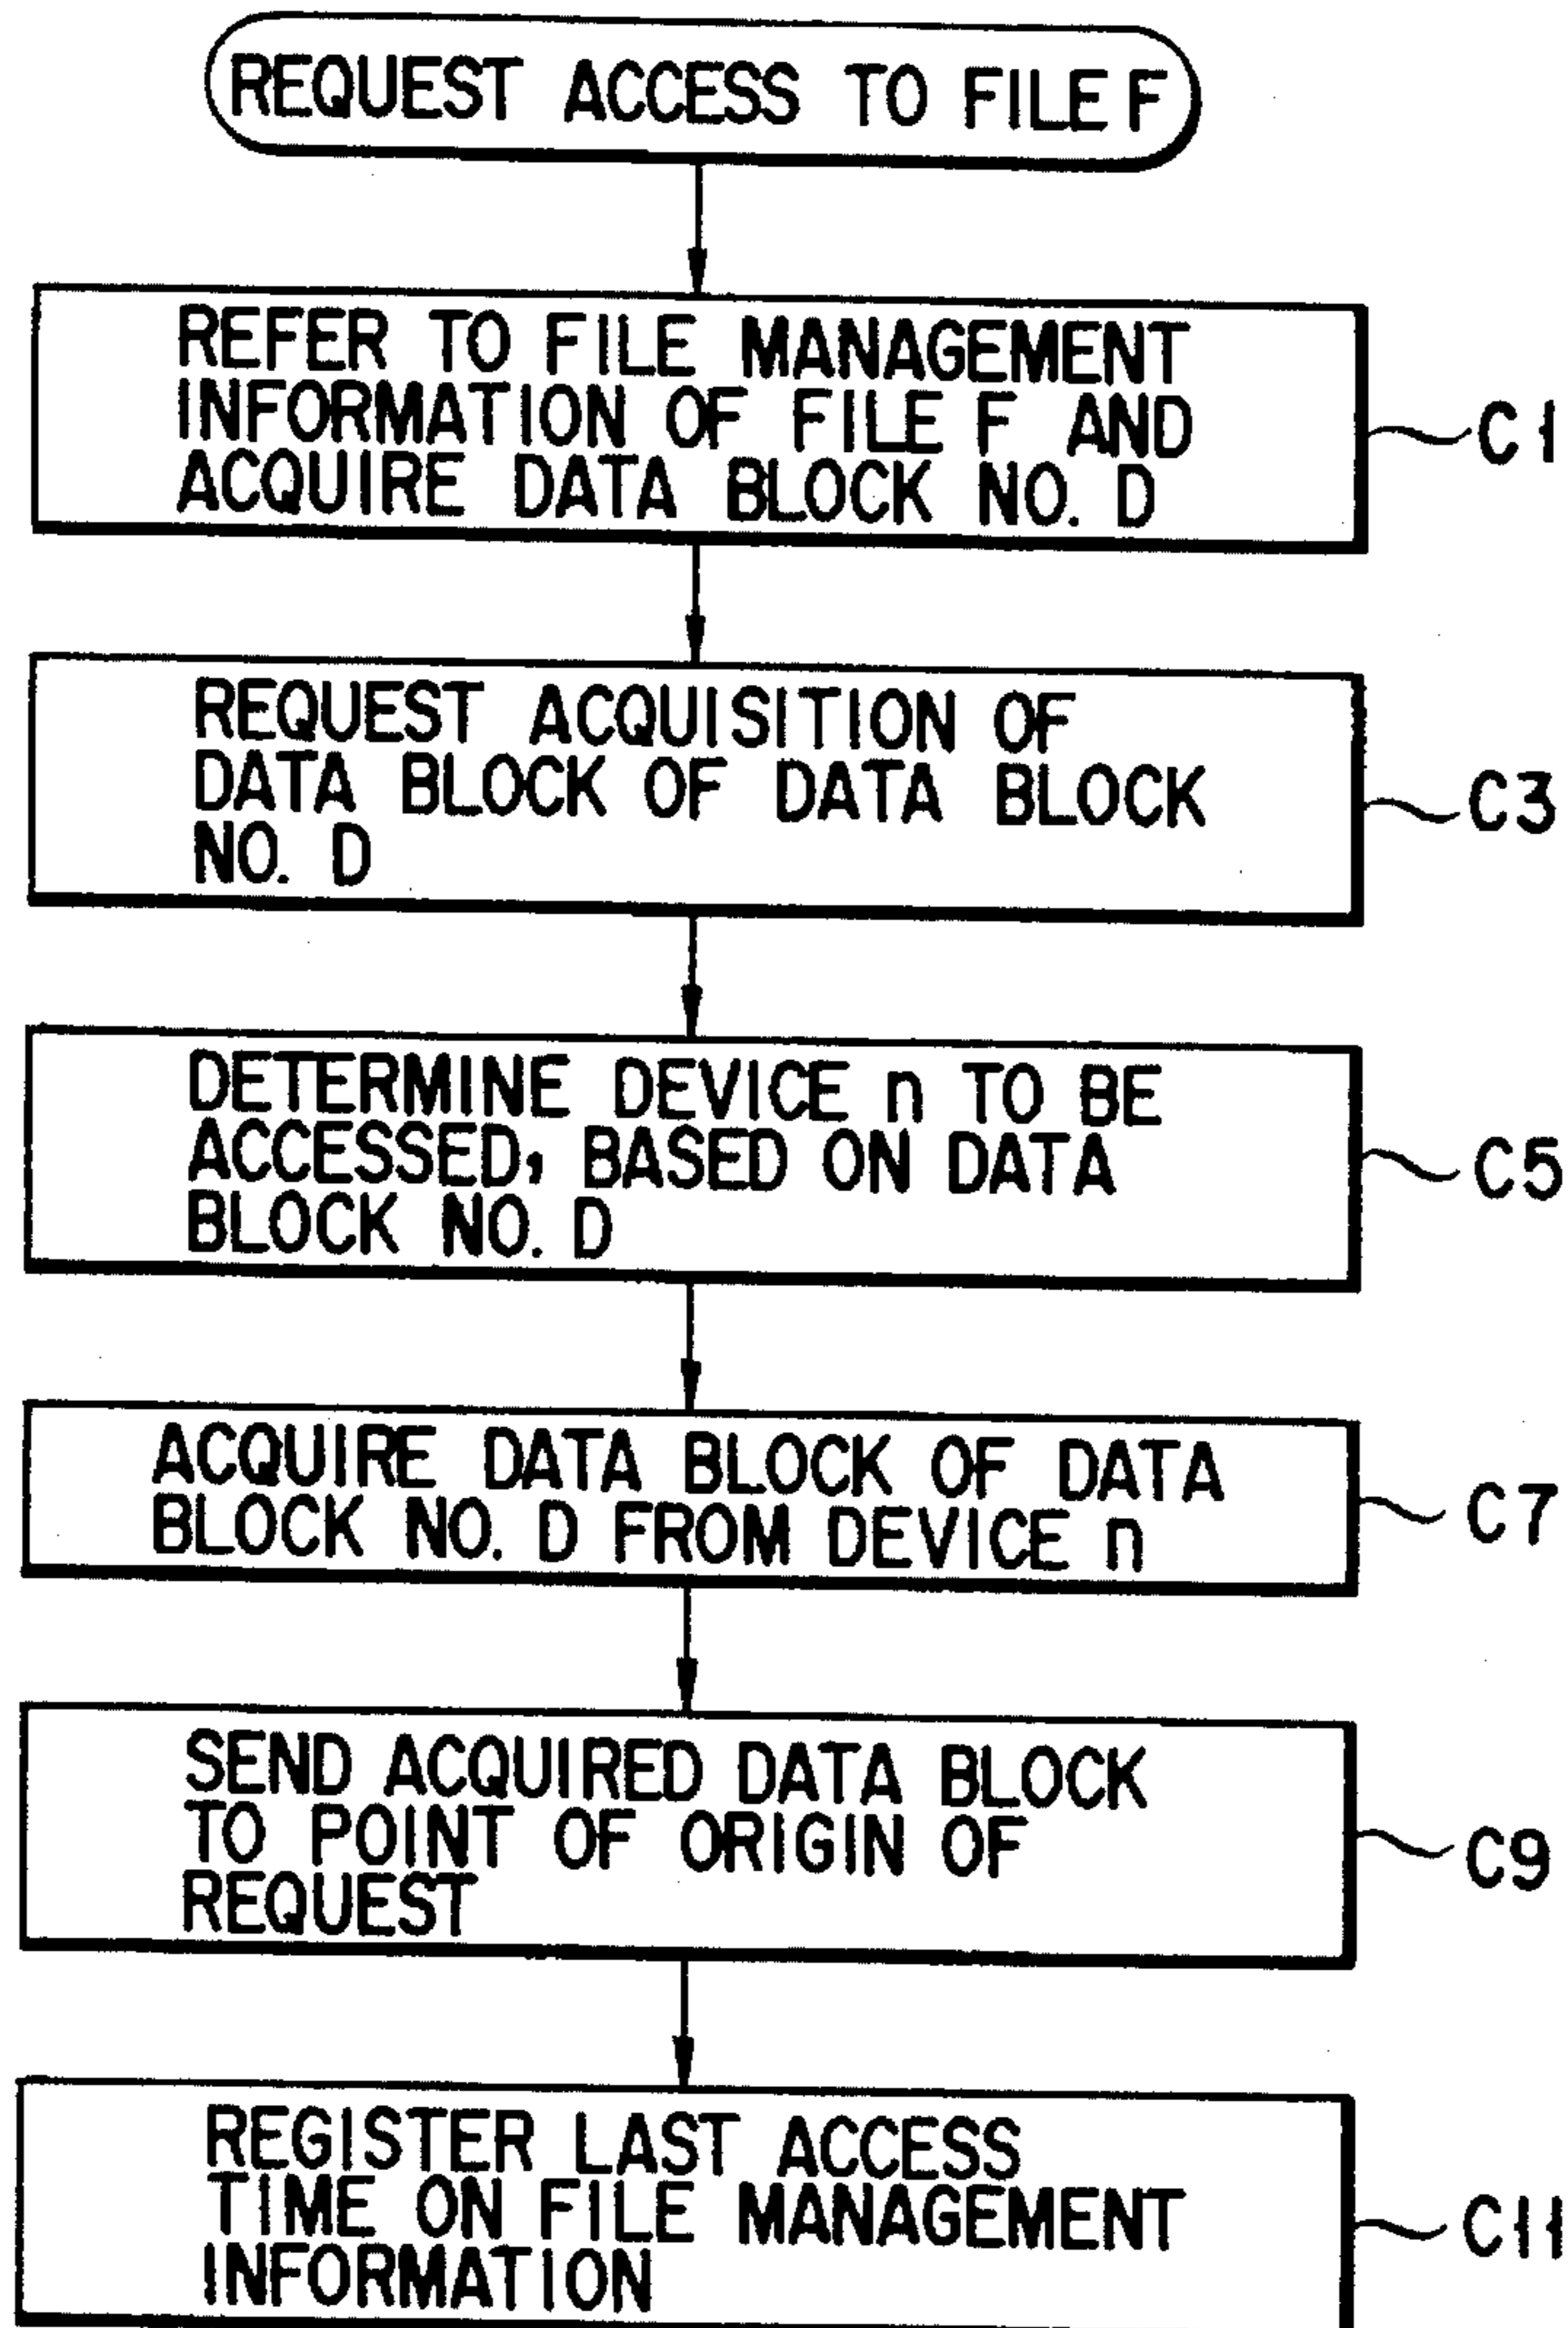 REQUEST ACCESS TO FILE F
REFER TO FILE MANAGEMENT
INFORMATION OF FILE F AND
ACQUIRE DATA BLOCK NO. D
C1
REQUEST ACQUISITION OF
DATA BLOCK OF DATA BLOCK
NO. D
C3
DETERMINE DEVICE n TO BE
ACCESSED, BASED ON DATA
BLOCK NO. D
C5
ACQUIRE DATA BLOCK OF DATA
BLOCK NO. D FROM DEVICE n
C7
SEND ACQUIRED DATA BLOCK
TO POINT OF ORIGIN OF
REQUEST
C9
REGISTER LAST ACCESS
TIME ON FILE MANAGEMENT
INFORMATION
C11